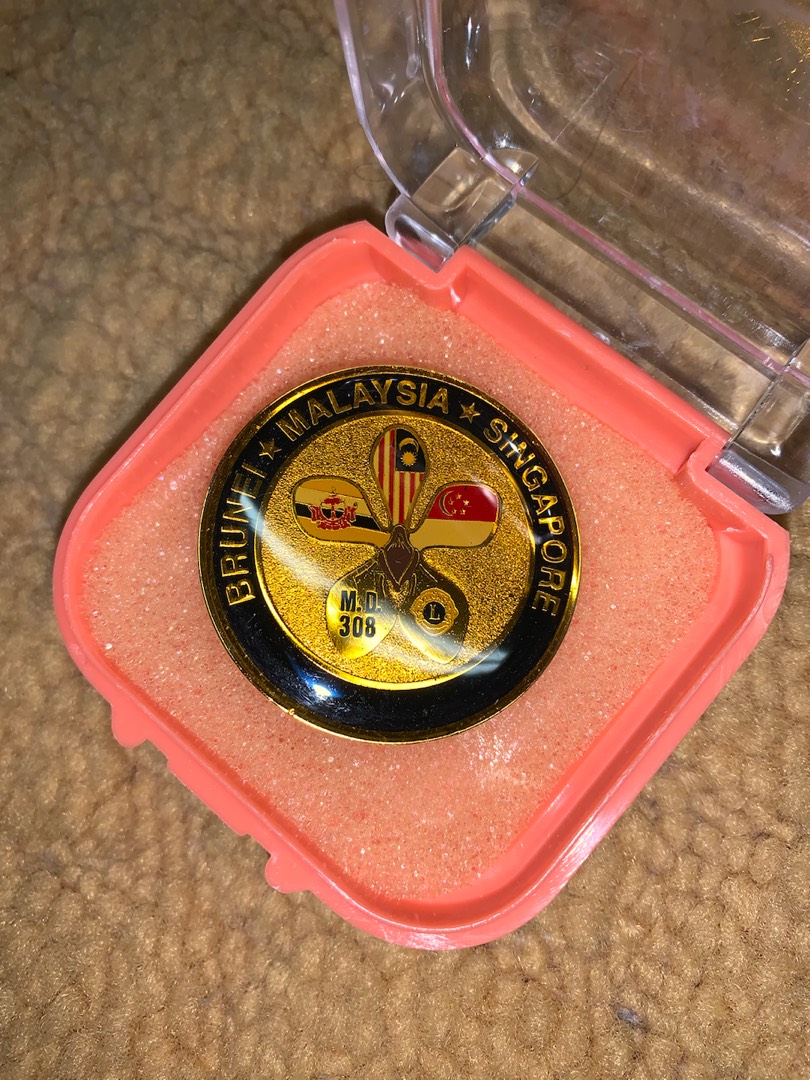 BRUNEI ★ MALAYSIA ★ SINGAPORE
M.D.
308
L